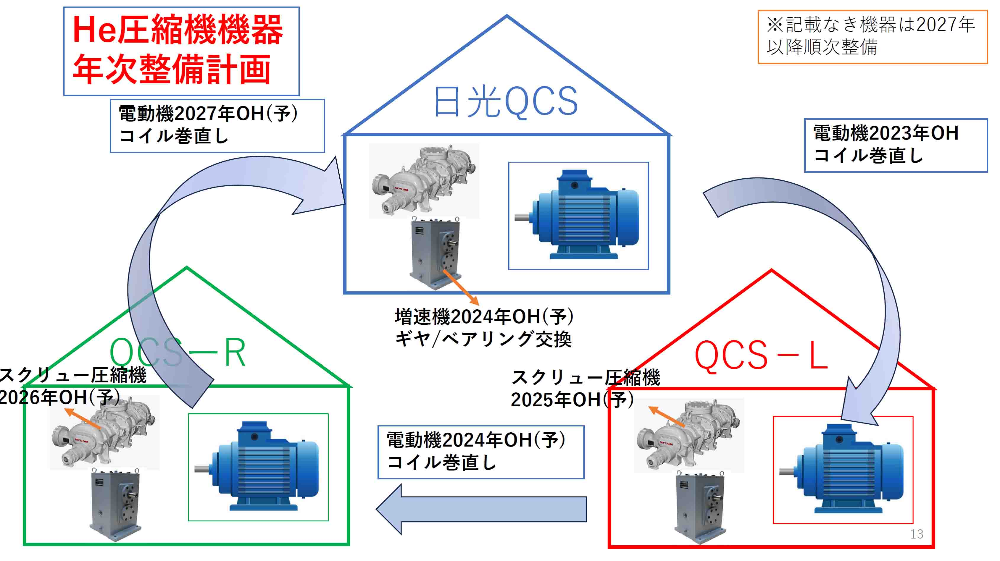 He圧縮機機器
年次整備計画
※記載なき機器は2027年
以降順次整備
日光QCS
電動機2027年OH(予)
コイル巻直し
電動機2023年OH
コイル巻直し
MYCOM
増速機2024年OH(予)
ギヤ/ベアリング交換
QCS－R
スクリュー圧縮機
2026年OH(予)
MYCOM
QCS－L
スクリュー圧縮機
2025年OH(予)
MYCOM
電動機2024年OH(予)
コイル巻直し
13